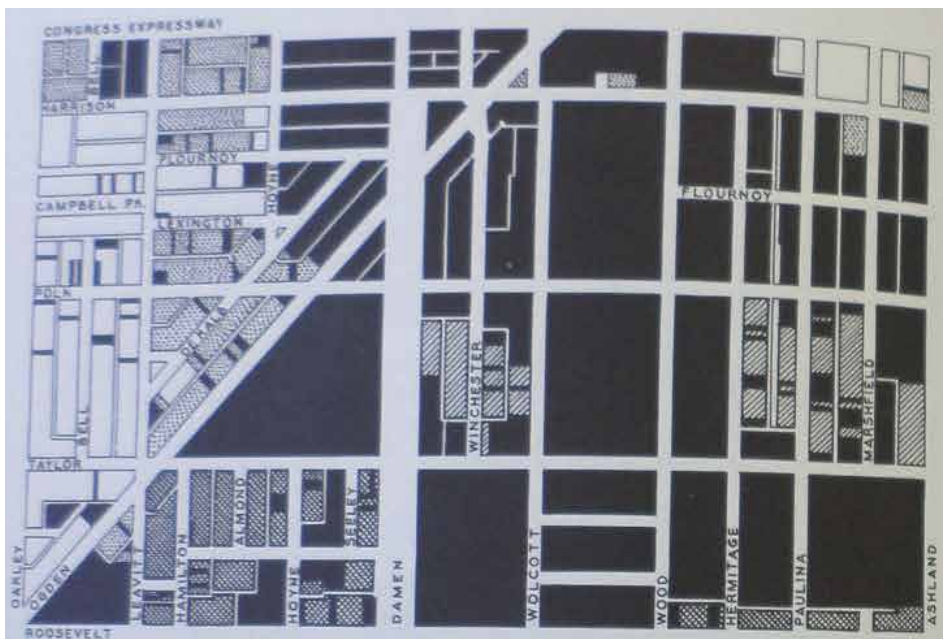 CONGRESS EXPRESSWAY
BELL
HARRISON
FLOURNOY
HOYNE
CAMPBELL PK.
FLOURNOY
LEXINGTON
POLK
BELL
WINCHESTER
MARSHFIELD
TAYLOR
OAKLEY
OGDEN
LEAVITT
HAMILTON
ALMOND
HOYNE
SEELEY
DAMEN
WOLCOTT
WOOD
HERMITAGE
PAULINA
ASHLAND
ROOSEVELT